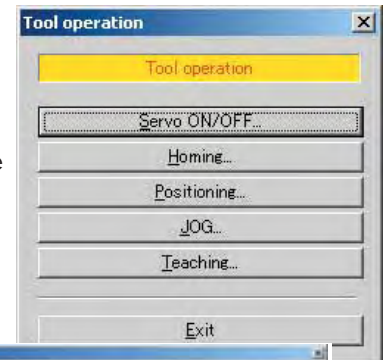 Tool operation
Tool operation
Servo ON/OFF...
e
Homing...
Positioning...
JOG...
Teaching...
Exit